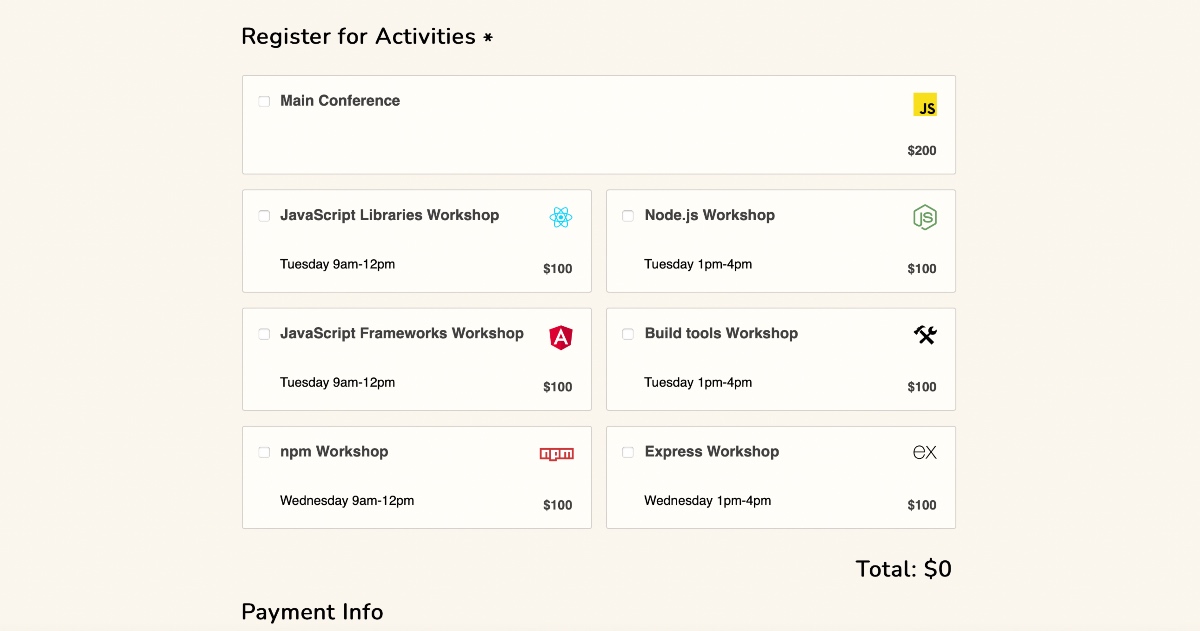 Register for Activities *
Main Conference
JS
$200
JavaScript Libraries Workshop
Tuesday 9am-12pm
$100
Node.js Workshop
JS
Tuesday 1pm-4pm
$100
JavaScript Frameworks Workshop
A
Tuesday 9am-12pm
$100
Build tools Workshop
Tuesday 1pm-4pm
$100
npm Workshop
npm
Wednesday 9am-12pm
$100
Express Workshop
ex
Wednesday 1pm-4pm
$100
Total: $0
Payment Info